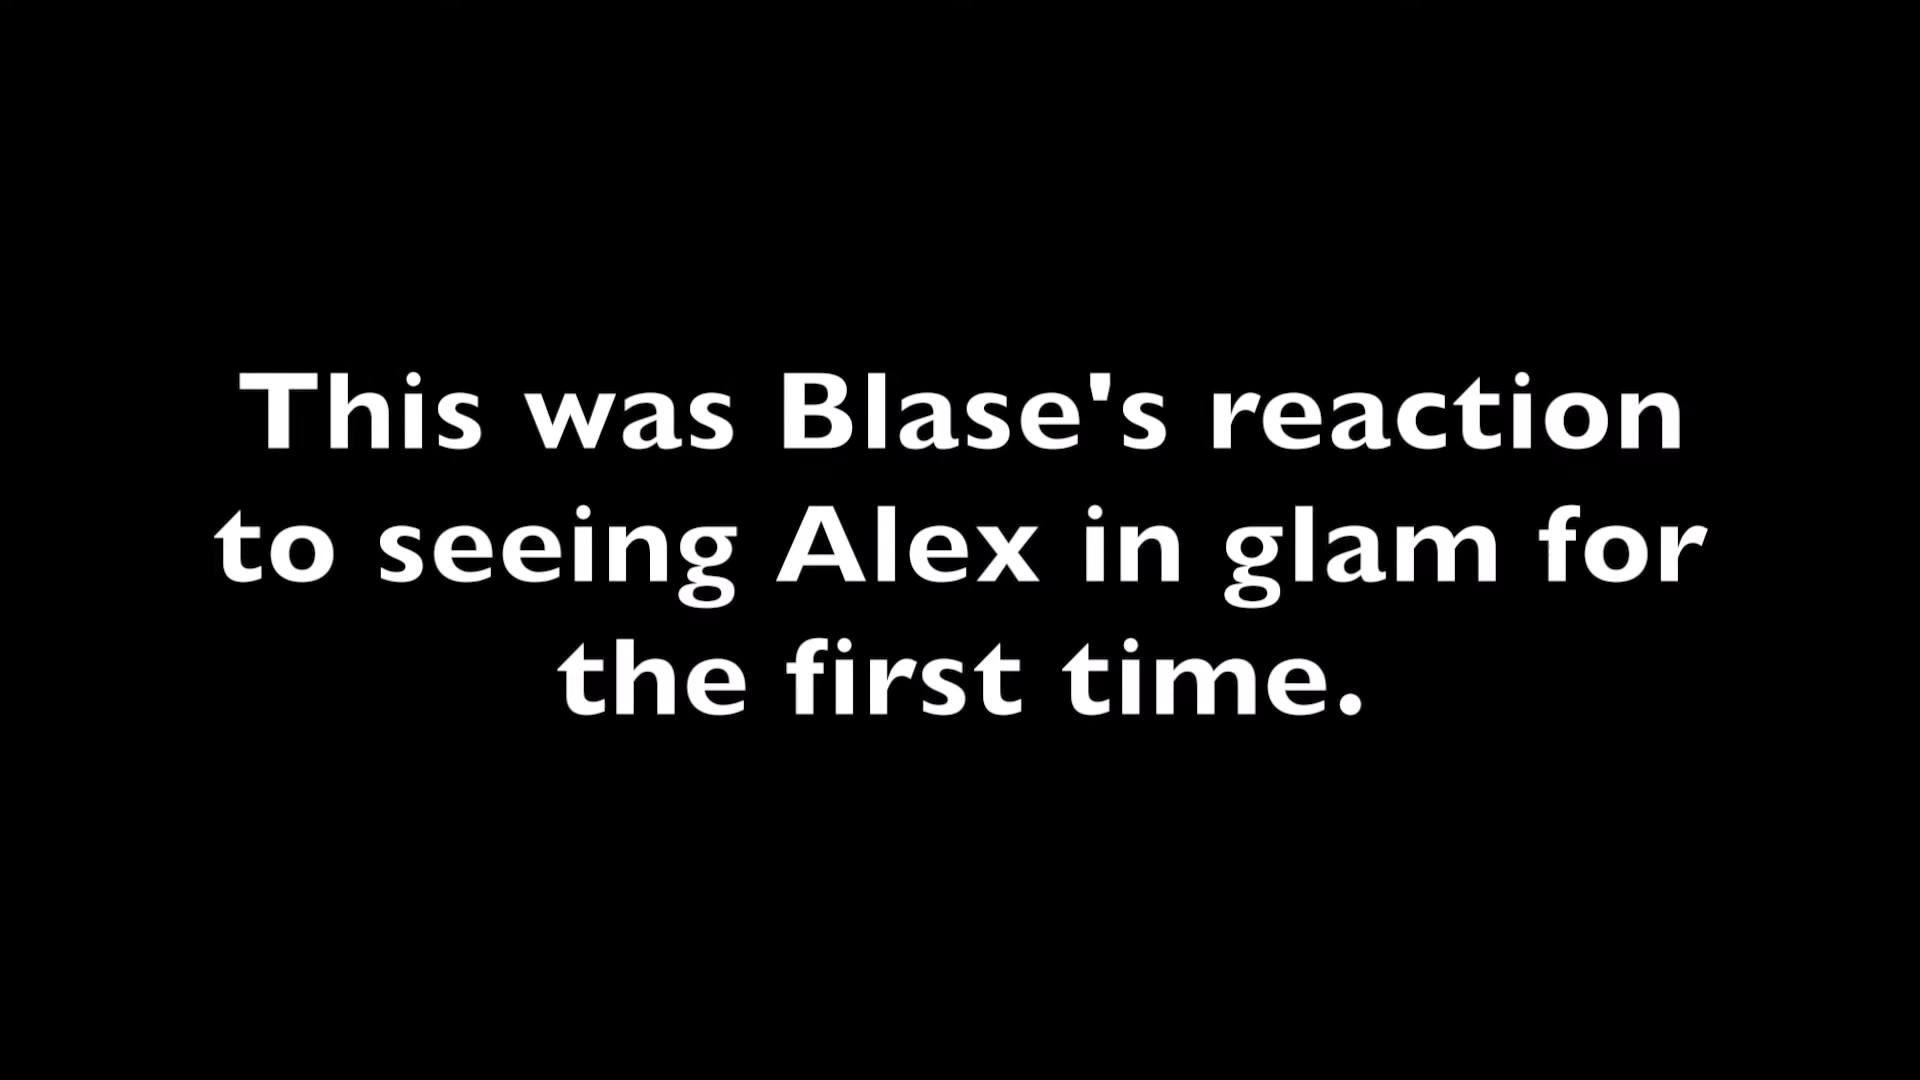 This was Blase's reaction
to seeing Alex in glam for
the first time.